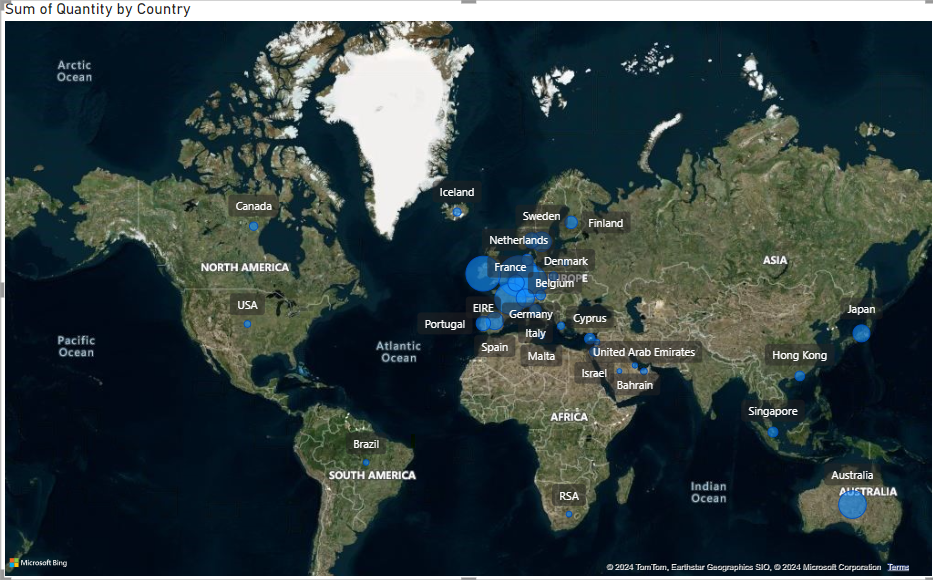 Sum of Quantity by Country
Arctic
Ocean
Iceland
Canada
Sweden
Finland
Netherlands
Denmark
France
NORTH AMERICA
ASIA
Belgium
EUROPE
USA
EIRE
Germany
Cyprus
Japan
Portugal
Italy
Pacific
Ocean
Atlantic
Ocean
Spain
Malta
United Arab Emirates
Hong Kong
Israel
Bahrain
Singapore
AFRICA
Brazil
SOUTH AMERICA
Australia
AUSTRALIA
Indian
Ocean
RSA
Microsoft Bing
© 2024 TomTom, Earthstar Geographics SIO, © 2024 Microsoft Corporation Terms